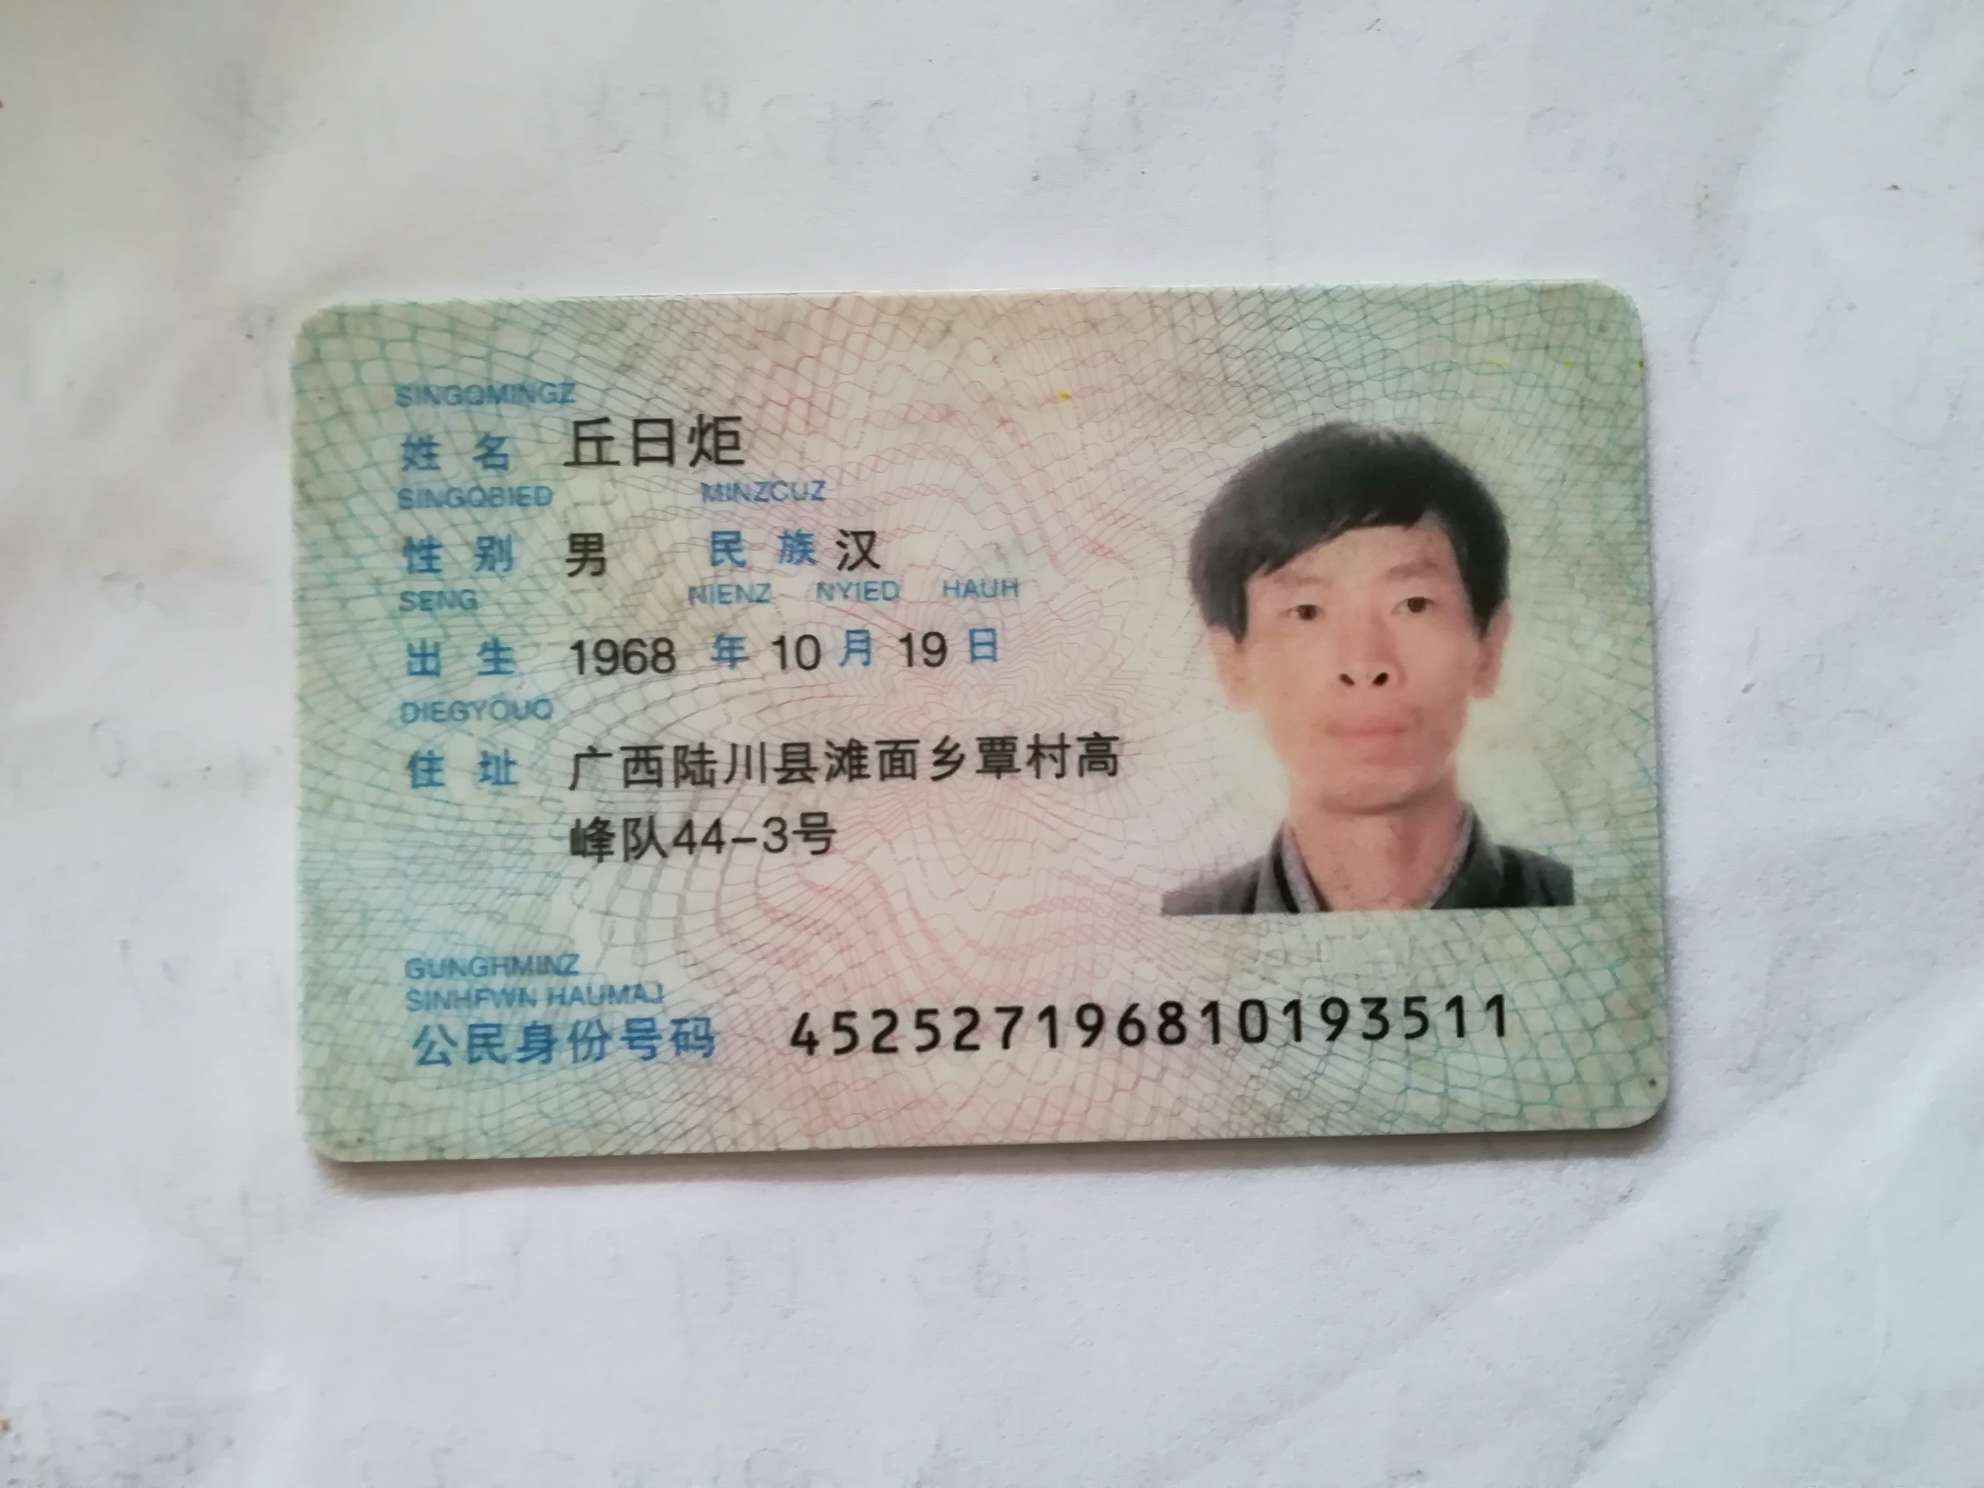 SINGQMINGZ
姓 名 丘日炬
SINGQBIED MINZCUZ
性 别 男 民 族 汉
SENG NIENZ NYIED HAUH
出 生 1968 年 10 月 19 日
DIEGYOUQ
住 址 广西陆川县滩面乡覃村高
峰队44-3号
GUNGHMINZ
SINHFWN HAUMAJ
公民身份号码 452527196810193511